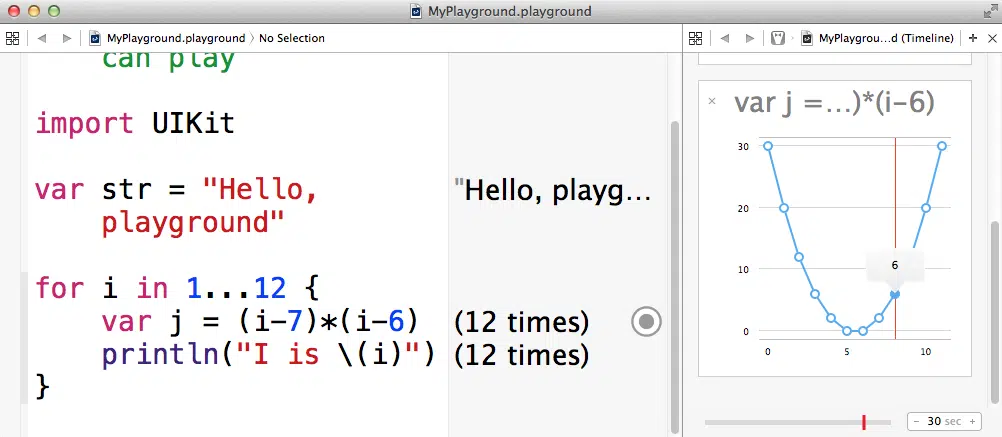 MyPlayground.playground
MyPlayground.playground 〉No Selection
can play
import UIKit
var str = "Hello,
playground"
"Hello, playg...
for i in 1...12 {
var j = (i-7)*(i-6)
(12 times)
println("I is \(i)")
(12 times)
}
MyPlaygrou...d (Timeline)
var j =...)*(i-6)
30
20
10
0
6
0
5
10
30 sec